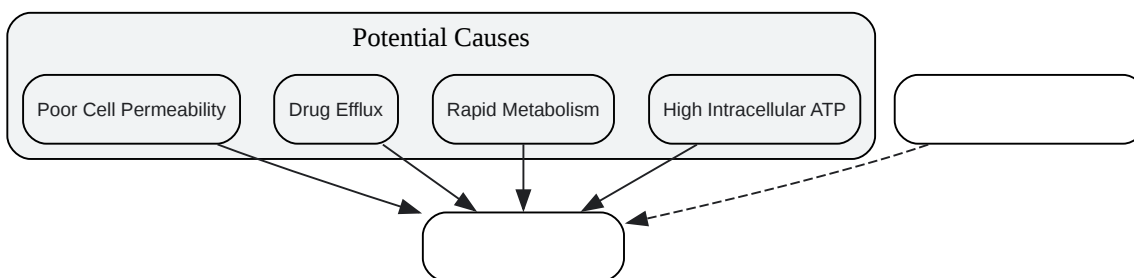 Potential Causes
Poor Cell Permeability
Drug Efflux
Rapid Metabolism
High Intracellular ATP